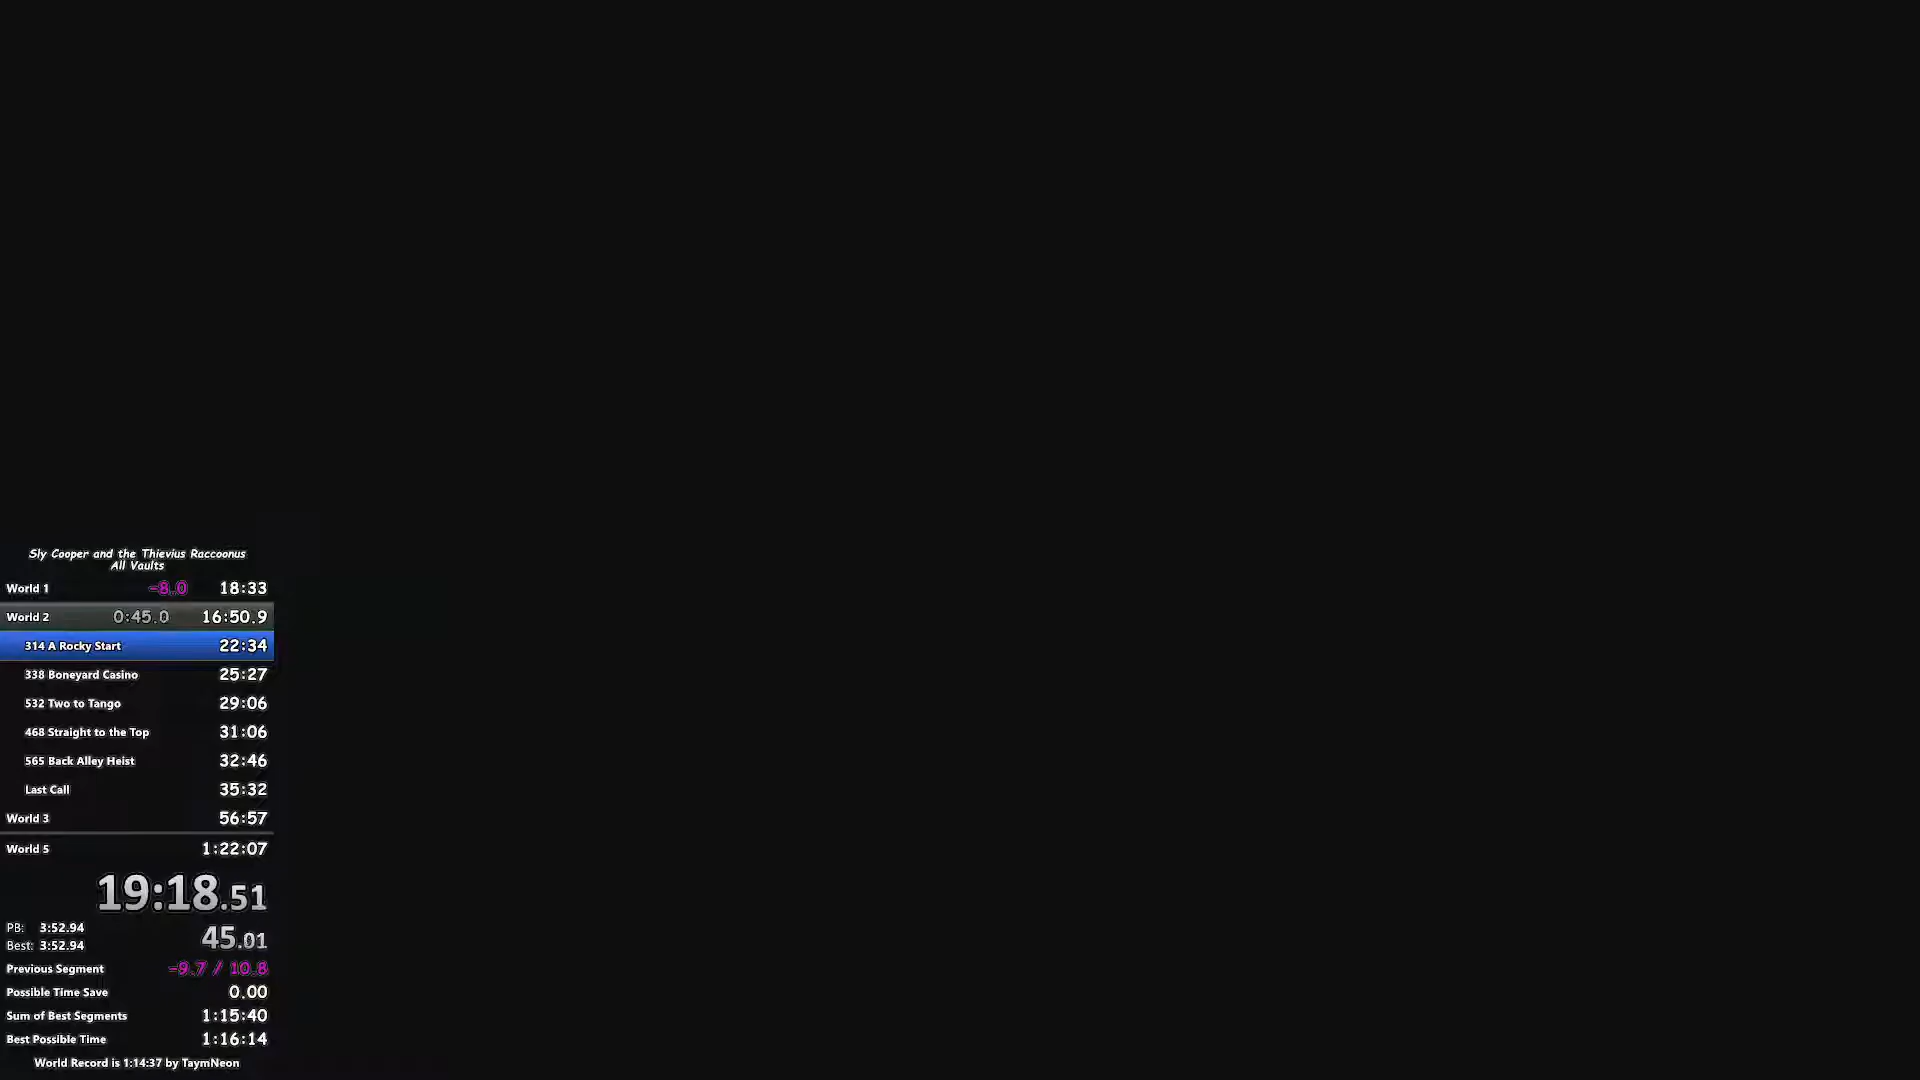 Sly Cooper and the Thievius Raccoonus
All Vaults
World 1 -8.0 18:33
World 2 0:45.0 16:50.9
314 A Rocky Start 22:34
338 Boneyard Casino 25:27
532 Two to Tango 29:06
468 Straight to the Top 31:06
565 Back Alley Heist 32:46
Last Call 35:32
World 3 56:57
World 5 1:22:07
19:18.51
PB: 3:52.94
45.01
Best: 3:52.94
Previous Segment -9.7 / 10.8
Possible Time Save 0.00
Sum of Best Segments 1:15:40
Best Possible Time 1:16:14
World Record is 1:14:37 by TaymNeon